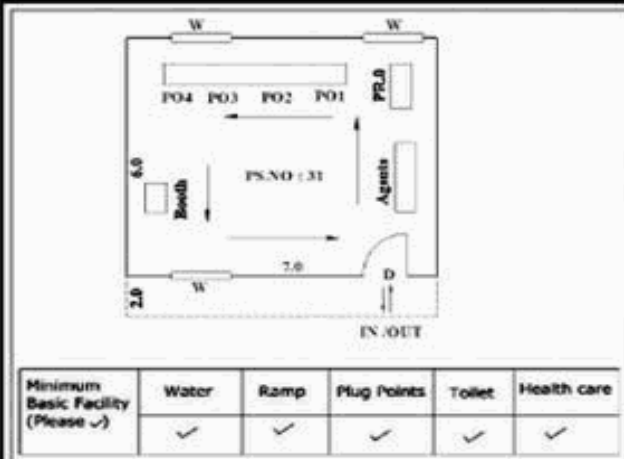 W W
PO4 PO3 PO2 PO1
PR.0
6.0
Booth
PS.NO : 31
Agents
7.0
W
D
2.0
IN /OUT
Minimum Basic Facility (Please ✓)
Water
Ramp
Plug Points
Toilet
Health care
✓ ✓ ✓ ✓ ✓